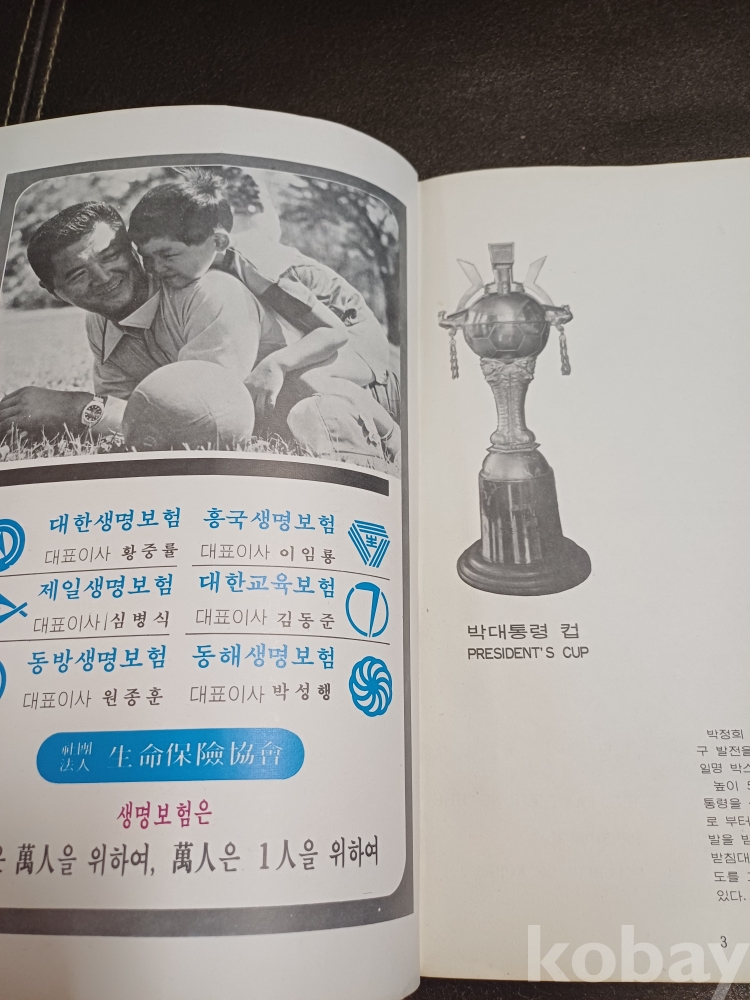 대한생명보험 흥국생명보험
대표이사 황중률 대표이사 이임룡
제일생명보험 대한교육보험
대표이사 심병식 대표이사 김동준
동방생명보험 동해생명보험
대표이사 원종훈 대표이사 박성행
社團
法人 生命保險協會
생명보험은
은 萬人을 위하여, 萬人은 1人을 위하여
박대통령 컵
PRESIDENT'S CUP
박정희
구 발전을
일명 박스
높이 5
통령을
로 부터
발을 받
받침대
도를
있다.
3
kobay